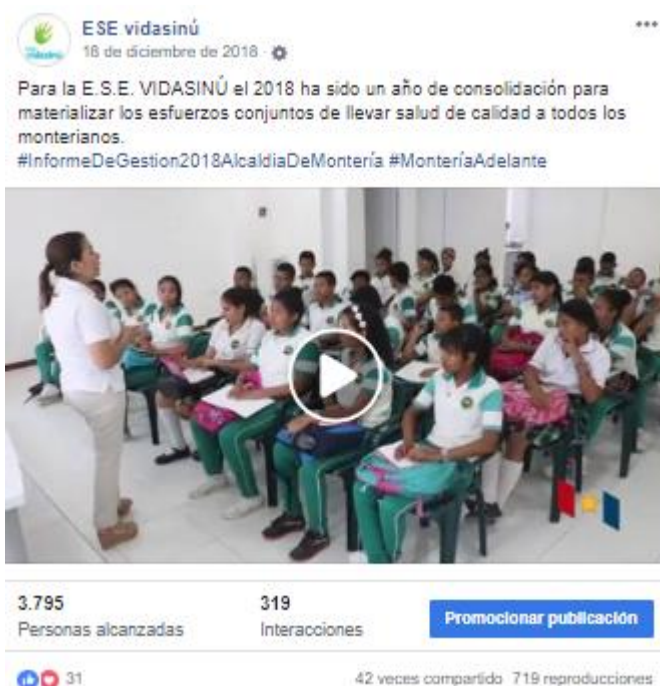 ESE vidasinú
18 de diciembre de 2018
Para la E.S.E. VIDASINÚ el 2018 ha sido un año de consolidación para
materializar los esfuerzos conjuntos de llevar salud de calidad a todos los
monterianos.
#InformeDeGestion2018AlcaldiaDeMontería #MonteríaAdelante
3.795
Personas alcanzadas
319
Interacciones
Promocionar publicación
31
42 veces compartido 719 reproducciones